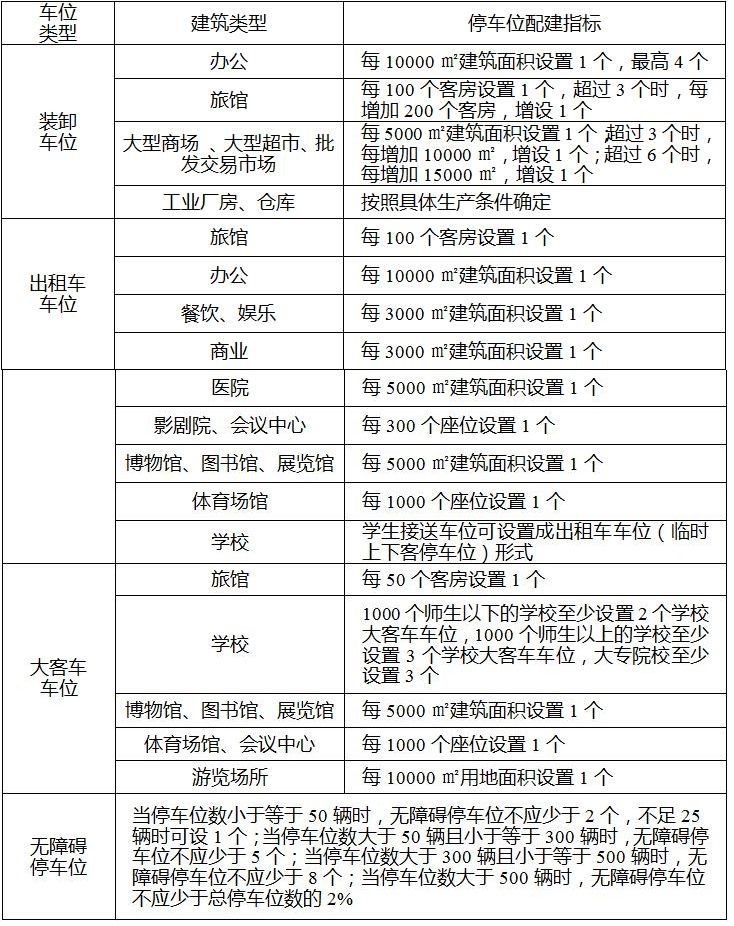 车位
类型
建筑类型
停车位配建指标
装卸
车位
办公
每 10000 ㎡建筑面积设置 1 个，最高 4 个
旅馆
每 100 个客房设置 1 个，超过 3 个时，每
增加 200 个客房，增设 1 个
大型商场 、大型超市、批
发交易市场
每 5000 ㎡建筑面积设置 1 个；超过 3 个时，
每增加 10000 ㎡，增设 1 个；超过 6 个时，
每增加 15000 ㎡，增设 1 个
工业厂房、仓库
按照具体生产条件确定
出租车
车位
旅馆
每 100 个客房设置 1 个
办公
每 10000 ㎡建筑面积设置 1 个
餐饮、娱乐
每 3000 ㎡建筑面积设置 1 个
商业
每 3000 ㎡建筑面积设置 1 个
医院
每 5000 ㎡建筑面积设置 1 个
影剧院、会议中心
每 300 个座位设置 1 个
博物馆、图书馆、展览馆
每 5000 ㎡建筑面积设置 1 个
体育场馆
每 1000 个座位设置 1 个
学校
学生接送车位可设置成出租车车位（临时
上下客停车位）形式
大客车
车位
旅馆
每 50 个客房设置 1 个
学校
1000 个师生以下的学校至少设置 2 个学校
大客车车位，1000 个师生以上的学校至少
设置 3 个学校大客车车位，大专院校至少
设置 3 个
博物馆、图书馆、展览馆
每 5000 ㎡建筑面积设置 1 个
体育场馆、会议中心
每 1000 个座位设置 1 个
游览场所
每 10000 ㎡用地面积设置 1 个
无障碍
停车位
当停车位数小于等于 50 辆时，无障碍停车位不应少于 2 个，不足 25
辆时可设 1 个；当停车位数大于 50 辆且小于等于 300 辆时，无障碍停
车位不应少于 5 个；当停车位数大于 300 辆且小于等于 500 辆时，无
障碍停车位不应少于 8 个；当停车位数大于 500 辆时，无障碍停车位
不应少于总停车位数的 2%